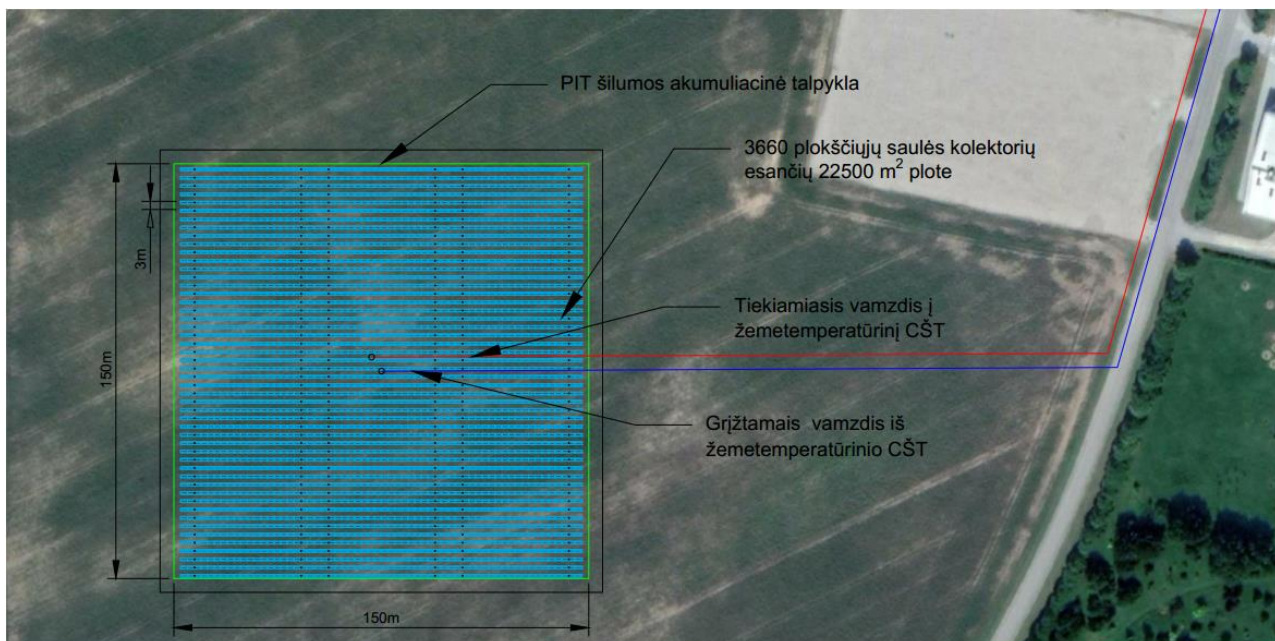 PIT šilumos akumuliacinė talpykla
3660 plokščiųjų saulės kolektorių
esančių 22500 m² plote
3m
Tiekiamasis vamzdis į
žemetemperatūrinį CŠT
150m
Grįžtamais vamzdis iš
žemetemperatūrinio CŠT
150m